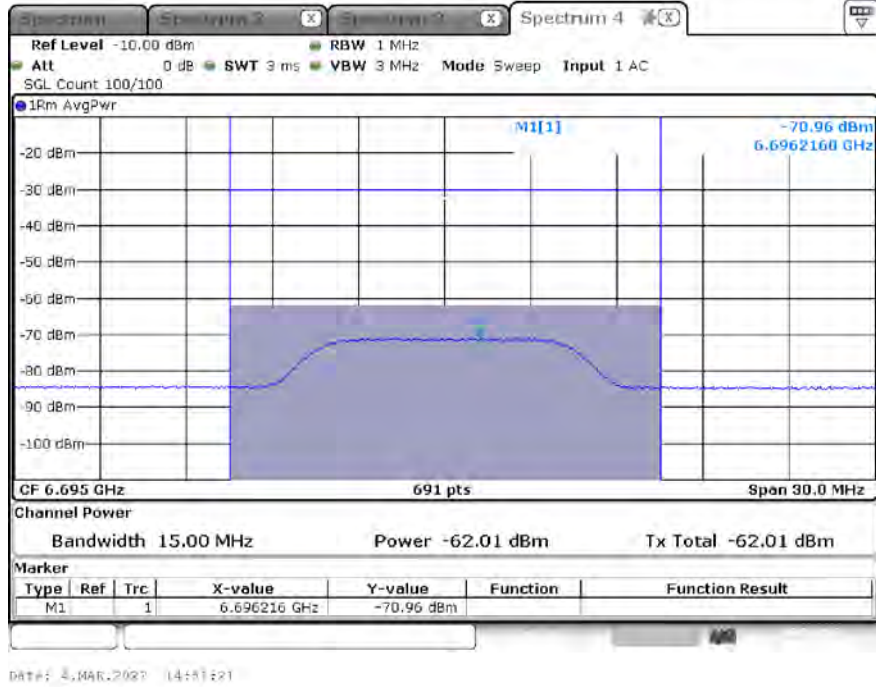 Spectrum 4
Ref Level -10.00 dBm RBW 1 MHz
Att 0 dB SWT 3 ms VBW 3 MHz Mode Sweep Input 1 AC
SGL Count 100/100
1Rm AvgPwr
M1[1] -70.96 dBm
6.6962160 GHz
-20 dBm
-30 dBm
-40 dBm
-50 dBm
-60 dBm
-70 dBm
-80 dBm
-90 dBm
-100 dBm
CF 6.695 GHz 691 pts Span 30.0 MHz
Channel Power
Bandwidth 15.00 MHz Power -62.01 dBm Tx Total -62.01 dBm
Marker
Type Ref Trc X-value Y-value Function Function Result
M1 1 6.696216 GHz -70.96 dBm